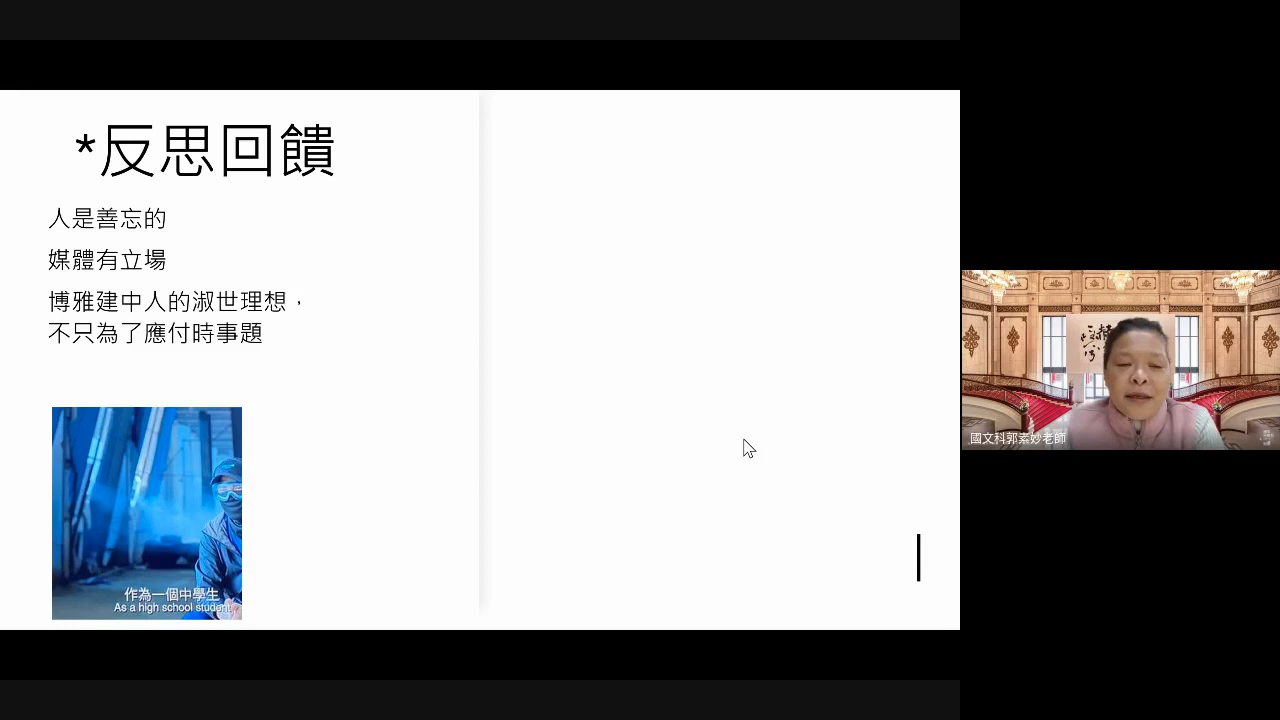 *反思回饋
人是善忘的
媒體有立場
博雅建中人的淑世理想，
不只為了應付時事題
作為一個中學生
As a high school student
國文科郭素妙老師